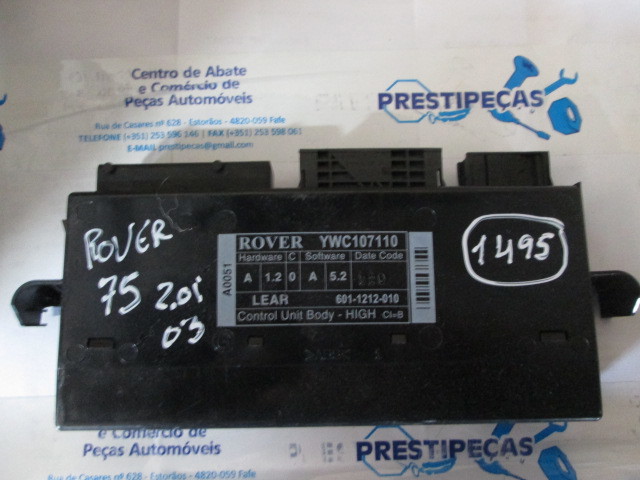 Centro de Abate
e Comércio de
Peças Automóveis
Rua de Casares nº 628 - Estorãos - 4820-059 Fafe
TELEFONE (+351) 253 596 146 | FAX (+351) 253 598 061
E-MAIL prestipecas@gmail.com
PRESTIPEÇAS
ROVER
75 2.0i
03
A0051
ROVER YWC107110
Hardware C Software Date Code
A 1.2 0 A 5.2
LEAR 601-1212-010
Control Unit Body - HIGH CI=B
1495
e Comércio de
Peças Automóveis
Rua de Casares nº 628 - Estorãos - 4820-059 Fafe
PRESTIPEÇAS